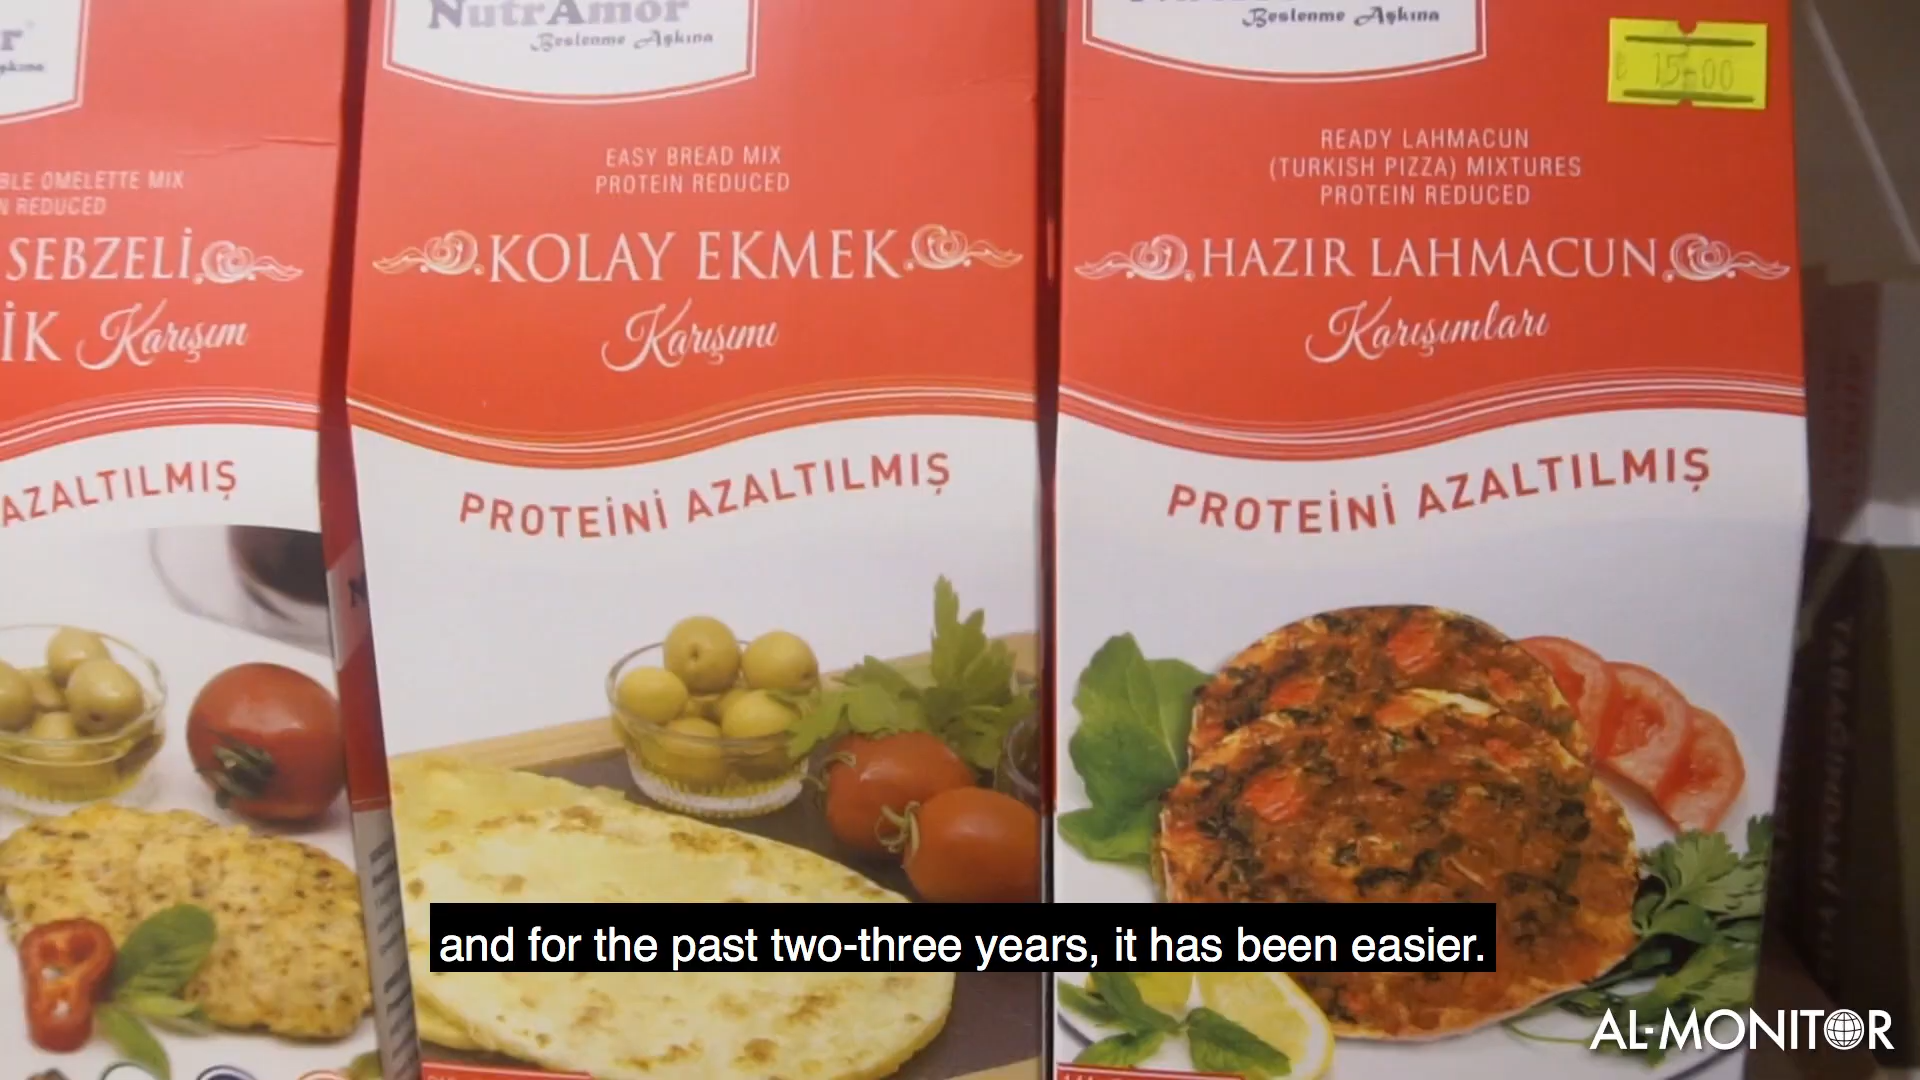 NutrAmor
Beslenme Aşkına
Beslenme Aşkına
15.00
OMELETTE MIX
REDUCED
SEBZELİ
Karışım
AZALTILMIŞ
EASY BREAD MIX
PROTEIN REDUCED
KOLAY EKMEK
Karışımı
PROTEİNİ AZALTILMIŞ
READY LAHMACUN
(TURKISH PIZZA) MIXTURES
PROTEIN REDUCED
HAZIR LAHMACUN
Karışımları
PROTEİNİ AZALTILMIŞ
and for the past two-three years, it has been easier.
AL-MONITOR